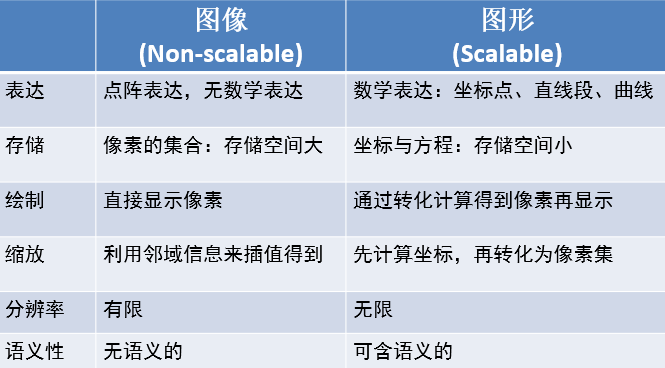 图像 图形
(Non-scalable) (Scalable)
表达 点阵表达，无数学表达 数学表达：坐标点、直线段、曲线
存储 像素的集合：存储空间大 坐标与方程：存储空间小
绘制 直接显示像素 通过转化计算得到像素再显示
缩放 利用邻域信息来插值得到 先计算坐标，再转化为像素集
分辨率 有限 无限
语义性 无语义的 可含语义的